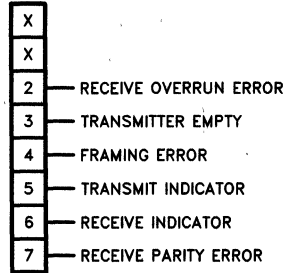 X
X
2 RECEIVE OVERRUN ERROR
3 TRANSMITTER EMPTY
4 FRAMING ERROR
5 TRANSMIT INDICATOR
6 RECEIVE INDICATOR
7 RECEIVE PARITY ERROR